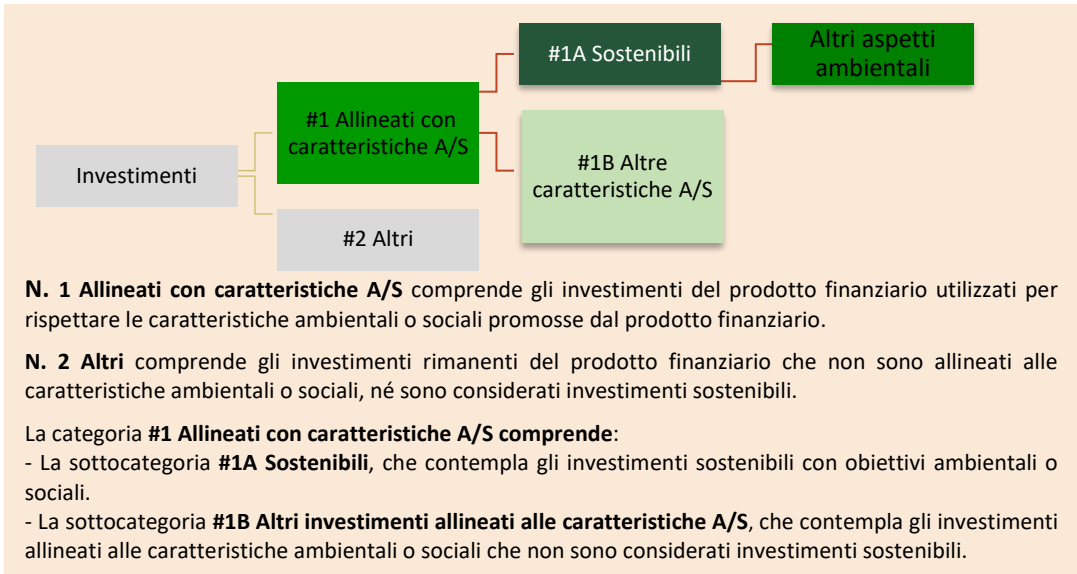 #1A Sostenibili
Altri aspetti
ambientali
#1 Allineati con
caratteristiche A/S
#1B Altre
caratteristiche A/S
Investimenti
#2 Altri
N. 1 Allineati con caratteristiche A/S comprende gli investimenti del prodotto finanziario utilizzati per
rispettare le caratteristiche ambientali o sociali promosse dal prodotto finanziario.
N. 2 Altri comprende gli investimenti rimanenti del prodotto finanziario che non sono allineati alle
caratteristiche ambientali o sociali, né sono considerati investimenti sostenibili.
La categoria #1 Allineati con caratteristiche A/S comprende:
- La sottocategoria #1A Sostenibili, che contempla gli investimenti sostenibili con obiettivi ambientali o
sociali.
- La sottocategoria #1B Altri investimenti allineati alle caratteristiche A/S, che contempla gli investimenti
allineati alle caratteristiche ambientali o sociali che non sono considerati investimenti sostenibili.